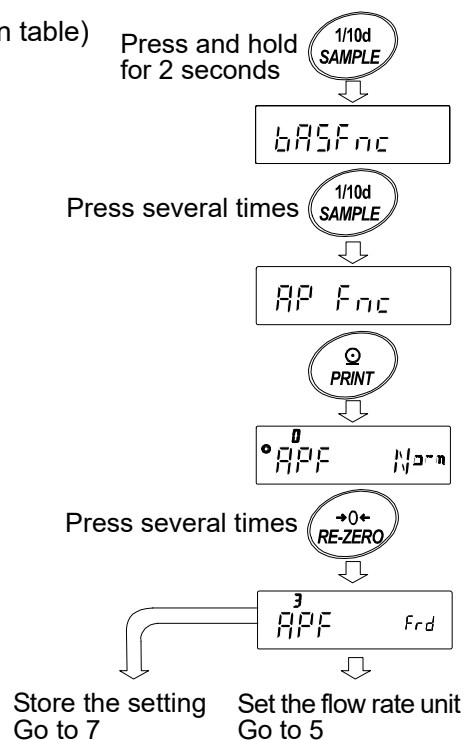 n table)
Press and hold
for 2 seconds
1/10d
SAMPLE
bASFnc
Press several times
1/10d
SAMPLE
AP Fnc
PRINT
0
APF Norm
Press several times
→0←
RE-ZERO
3
APF Frd
Store the setting
Go to 7
Set the flow rate unit
Go to 5